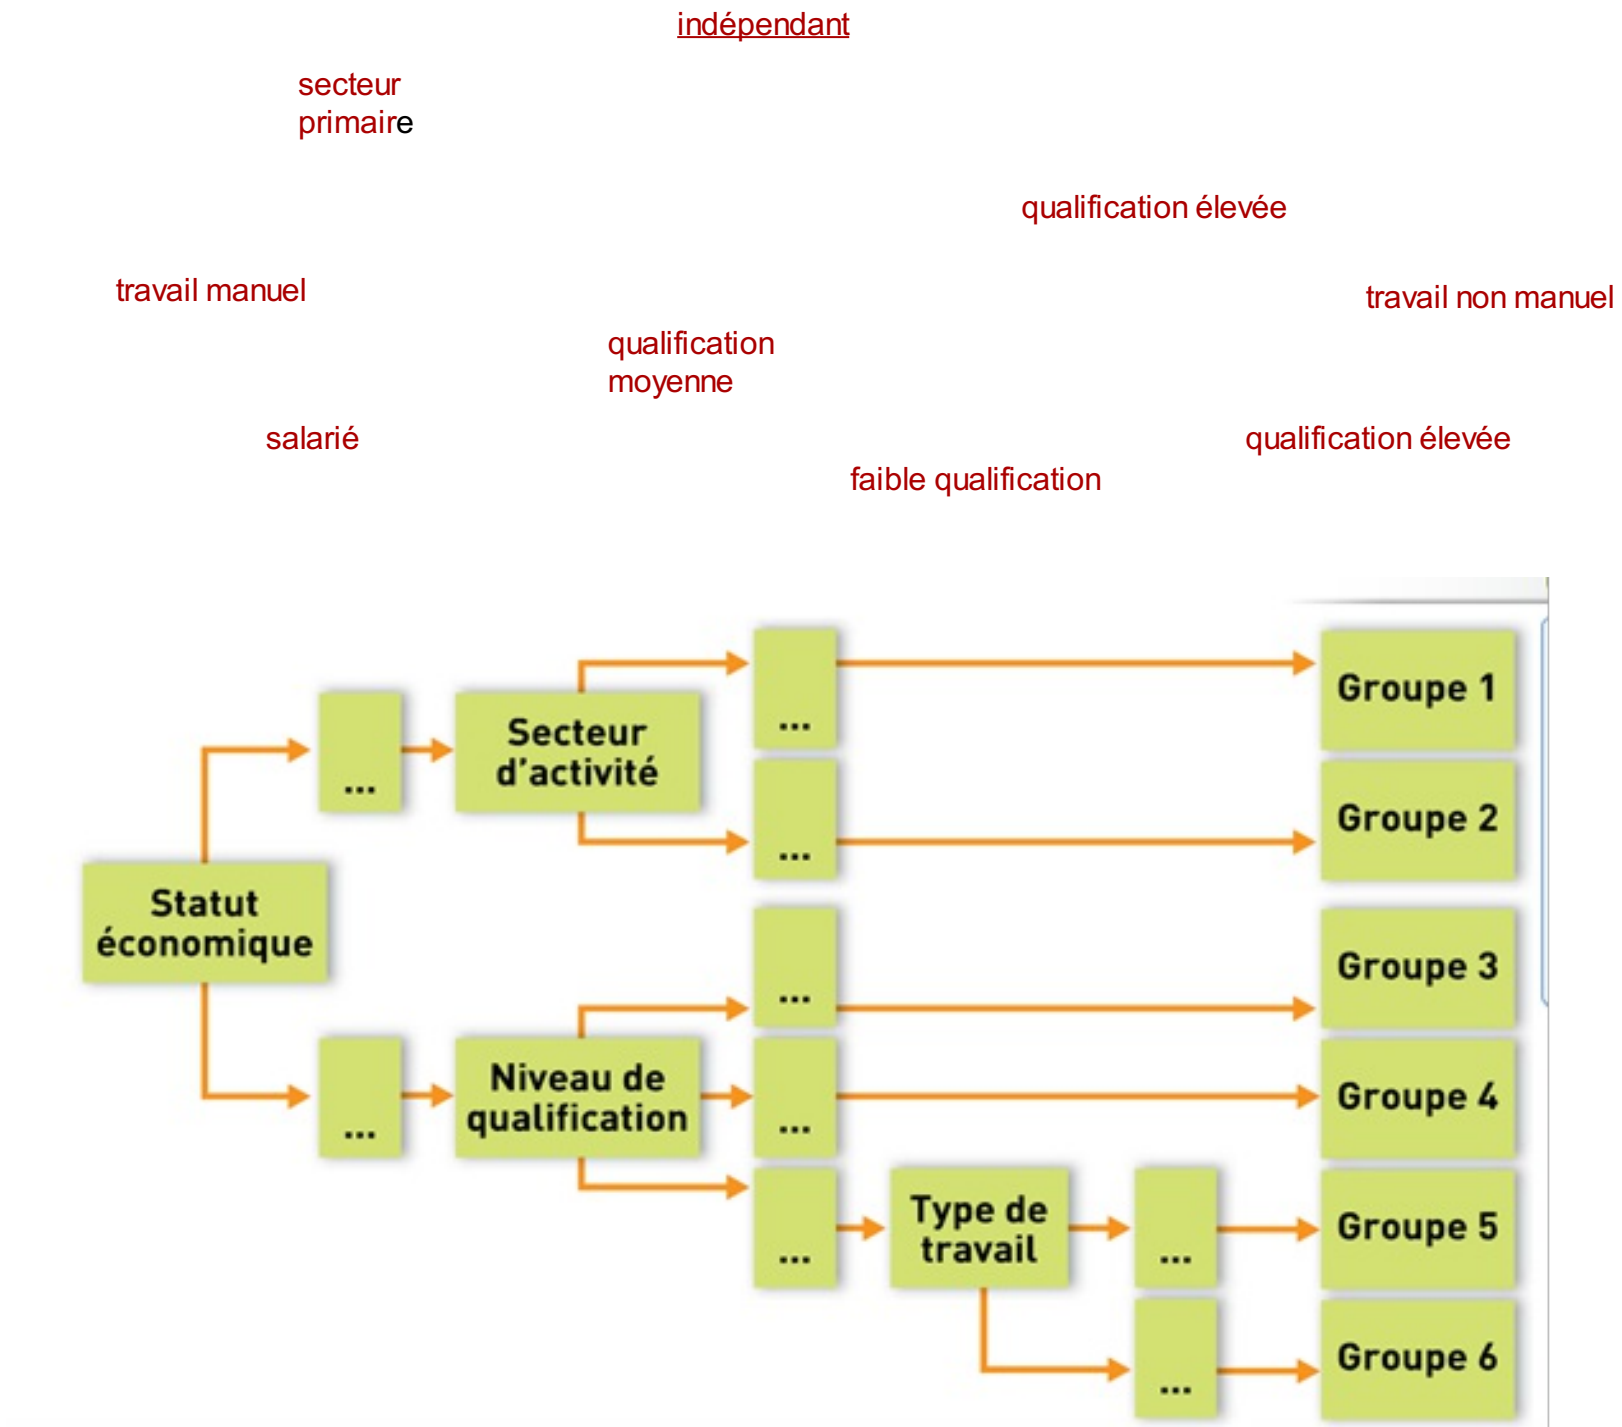 indépendant
secteur
primaire
qualification élevée
travail manuel
travail non manuel
qualification
moyenne
salarié
qualification élevée
faible qualification
...
Groupe 1
...
Secteur
d'activité
...
Groupe 2
Statut
économique
...
Groupe 3
...
Niveau de
qualification
...
Groupe 4
...
Type de
travail
...
Groupe 5
...
Groupe 6